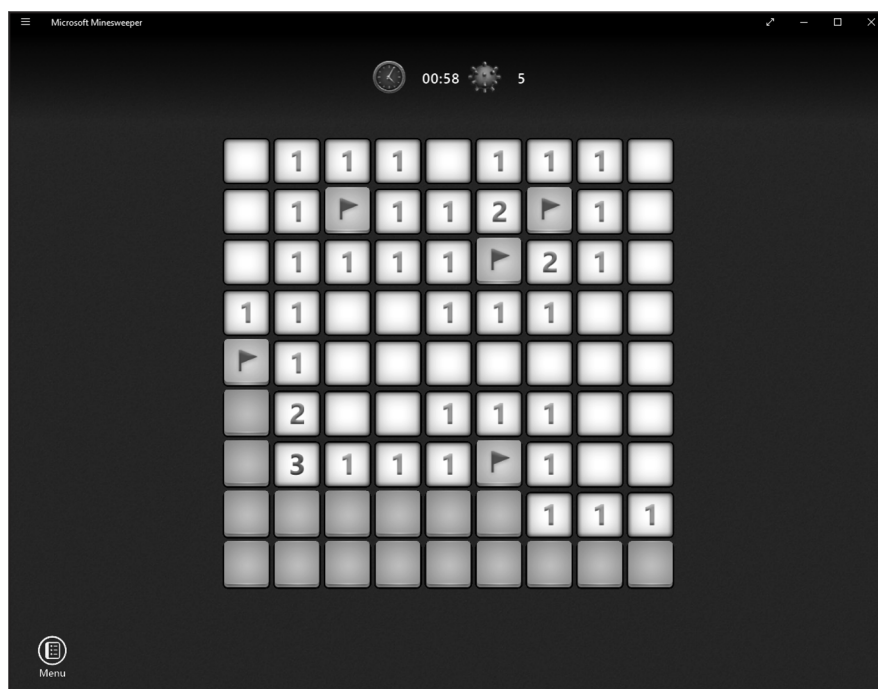 Microsoft Minesweeper
00:58 5
1 1 1 1 1 1
1 1 1 2 1
1 1 1 1 2 1
1 1 1 1 1
1
2 1 1 1
3 1 1 1 1
1 1 1
Menu